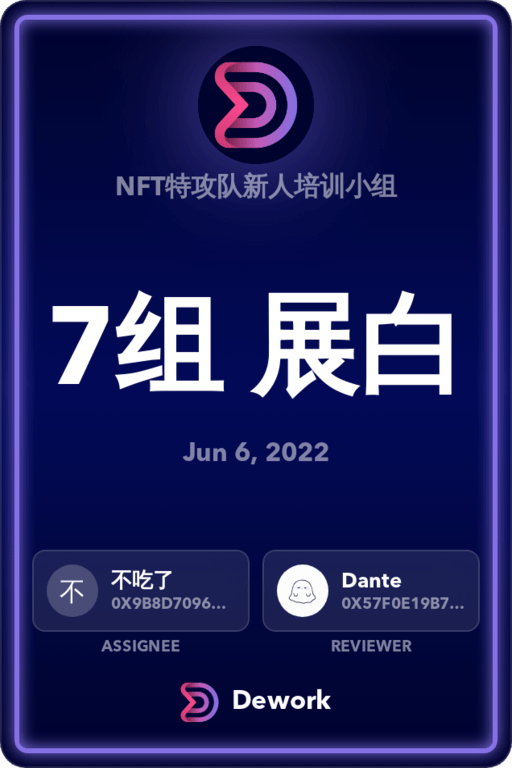 NFT特攻队新人培训小组
7组 展白
Jun 6, 2022
不
不吃了
0X9B8D7096...
ASSIGNEE
Dante
0X57F0E19B7...
REVIEWER
Dework